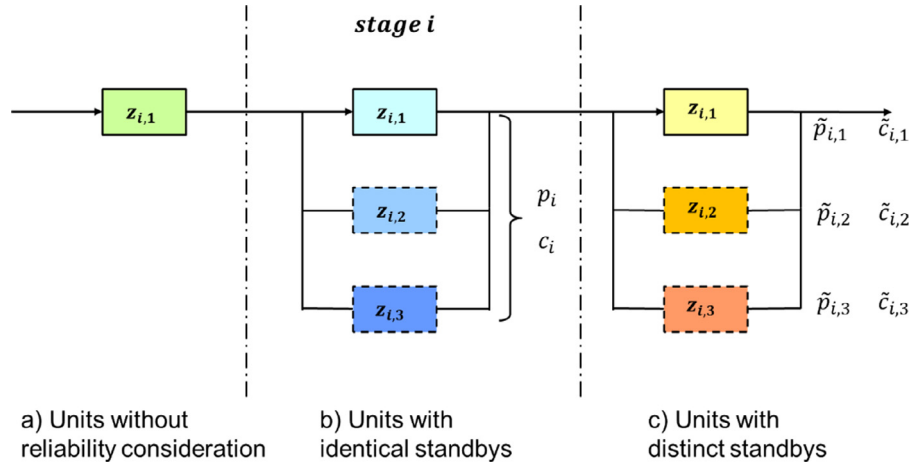 stage i
z_{i,1}
z_{i,1}
z_{i,1}
p̃_{i,1} c̃_{i,1}
z_{i,2}
z_{i,2}
p_i
p̃_{i,2} c̃_{i,2}
c_i
z_{i,3}
z_{i,3}
p̃_{i,3} c̃_{i,3}
a) Units without
reliability consideration
b) Units with
identical standbys
c) Units with
distinct standbys